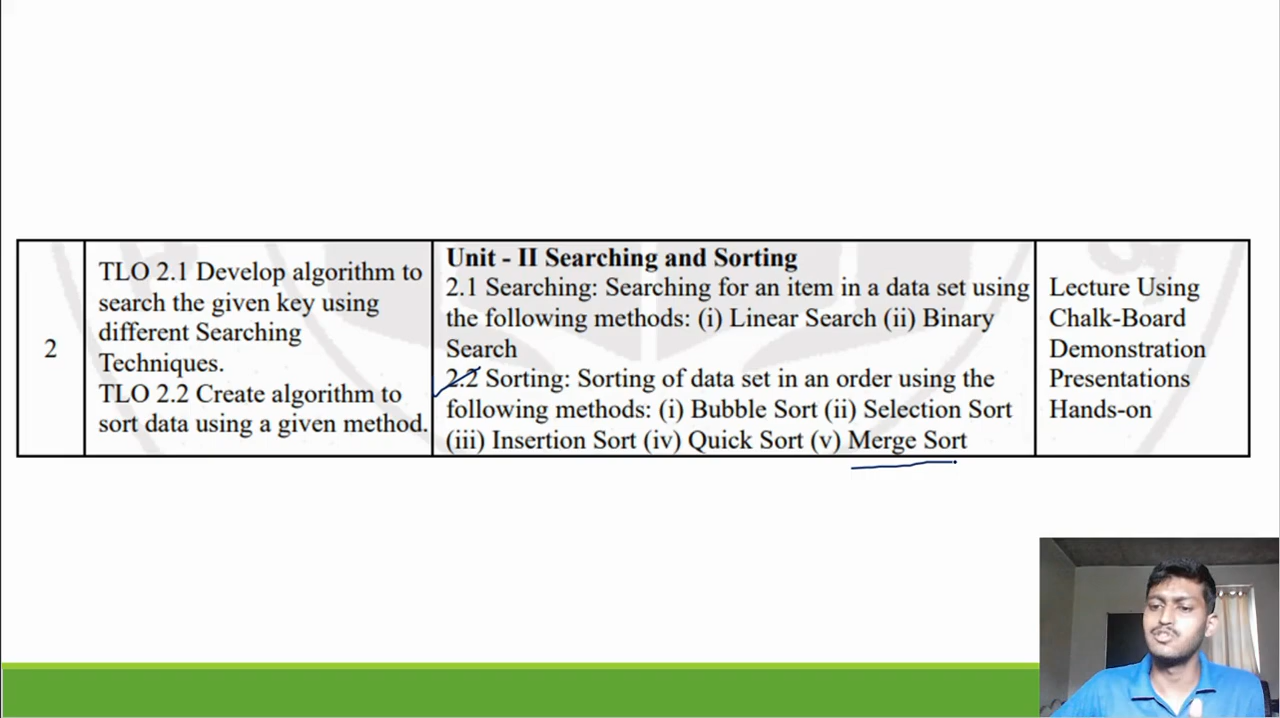 2
TLO 2.1 Develop algorithm to
search the given key using
different Searching
Techniques.
TLO 2.2 Create algorithm to
sort data using a given method.
Unit - II Searching and Sorting
2.1 Searching: Searching for an item in a data set using
the following methods: (i) Linear Search (ii) Binary
Search
2.2 Sorting: Sorting of data set in an order using the
following methods: (i) Bubble Sort (ii) Selection Sort
(iii) Insertion Sort (iv) Quick Sort (v) Merge Sort
Lecture Using
Chalk-Board
Demonstration
Presentations
Hands-on